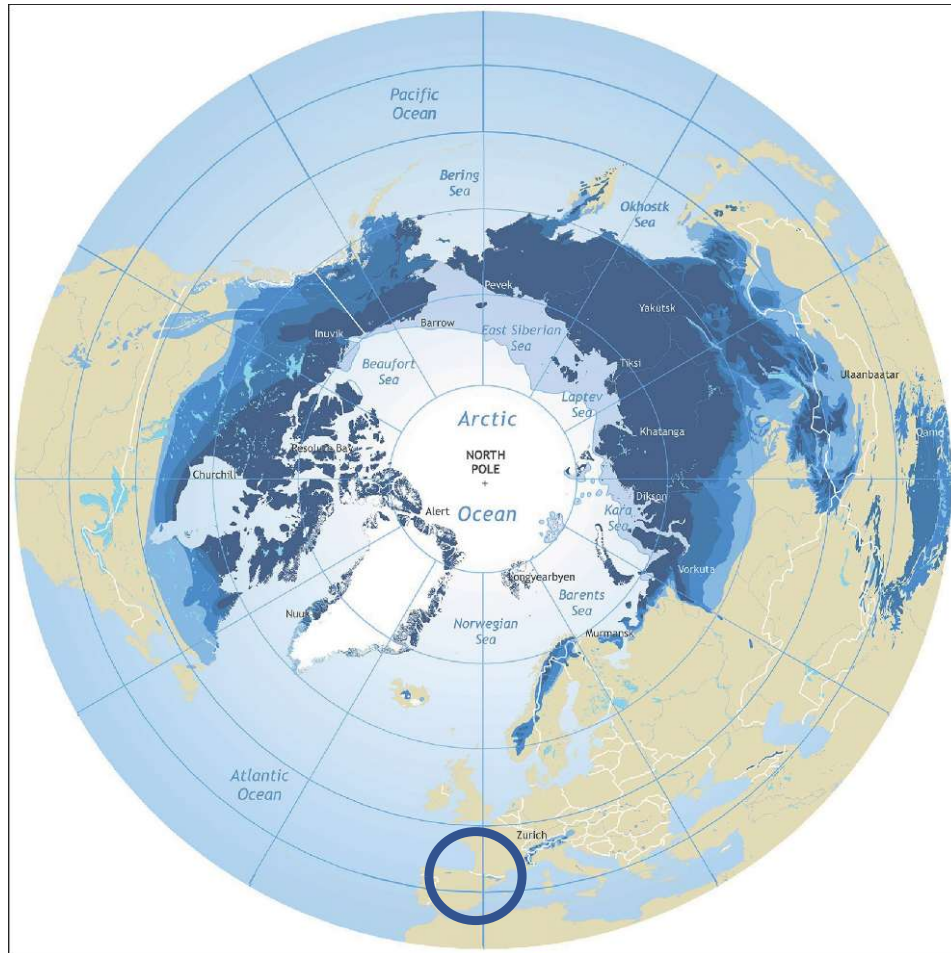 Pacific
Ocean
Bering
Sea
Okhostk
Sea
Pevek
Yakutsk
Inuvik
Barrow
East Siberian
Sea
Beaufort
Sea
Tiksi
Ulaanbaatar
Laptev
Sea
Arctic
Khatanga
Qamdo
Resolute Bay
NORTH
POLE
+
Churchill
Dikson
Alert
Ocean
Kara
Sea
Vorkuta
Longyearbyen
Barents
Sea
Nuuk
Norwegian
Sea
Murmansk
Atlantic
Ocean
Zurich